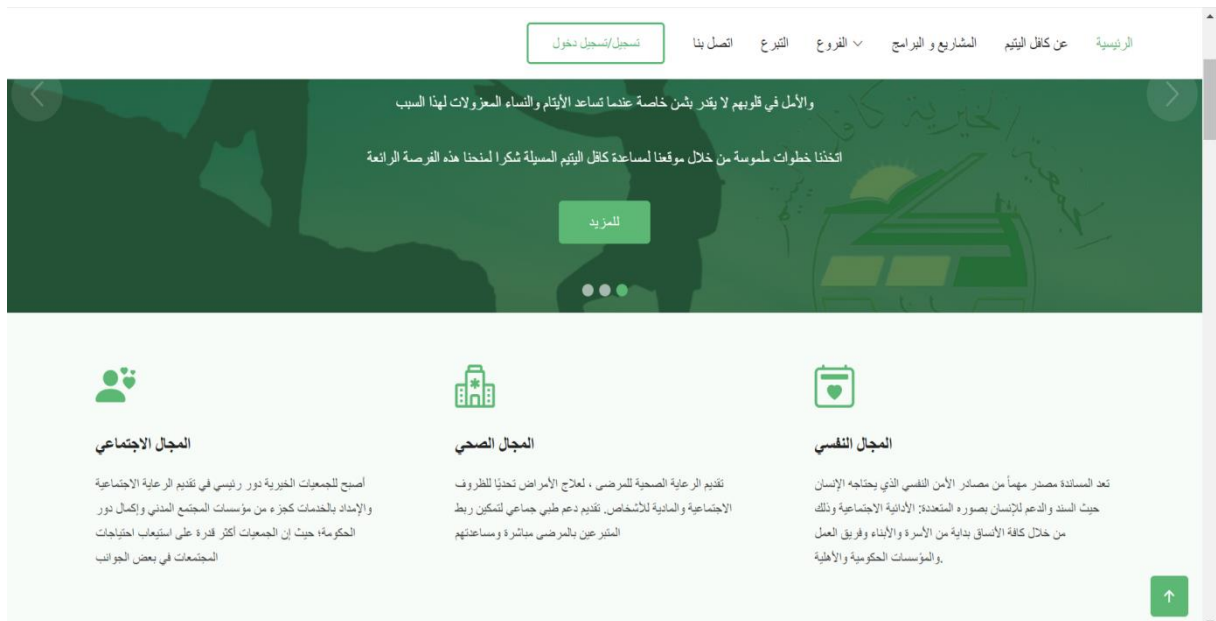 الرئيسية
عن كافل اليتيم
المشاريع و البرامج
الفروع
التبرع
اتصل بنا
تسجيل/تسجيل دخول
والأمل في قلوبهم لا يقدر بثمن خاصة عندما تساعد الأيتام والنساء المعزولات لهذا السبب
اتخذنا خطوات ملموسة من خلال موقعنا لمساعدة كافل اليتيم المسيلة شكرا لمنحنا هذه الفرصة الرائعة
للمزيد
المجال النفسي
تعد المساندة مصدر مهماً من مصادر الأمن النفسي الذي يحتاجه الإنسان
حيث السند والدعم للإنسان بصوره المتعددة: الأدائية الاجتماعية وذلك
من خلال كافة الأنساق بداية من الأسرة والأبناء وفريق العمل
.والمؤسسات الحكومية والأهلية
المجال الصحي
تقديم الرعاية الصحية للمرضى ، لعلاج الأمراض تحديًا للظروف
الاجتماعية والمادية للأشخاص. تقديم دعم طبي جماعي لتمكين ربط
المتبرعين بالمرضى مباشرة ومساعدتهم
المجال الاجتماعي
أصبح للجمعيات الخيرية دور رئيسي في تقديم الرعاية الاجتماعية
والإمداد بالخدمات كجزء من مؤسسات المجتمع المدني وإكمال دور
الحكومة؛ حيث إن الجمعيات أكثر قدرة على استيعاب احتياجات
المجتمعات في بعض الجوانب